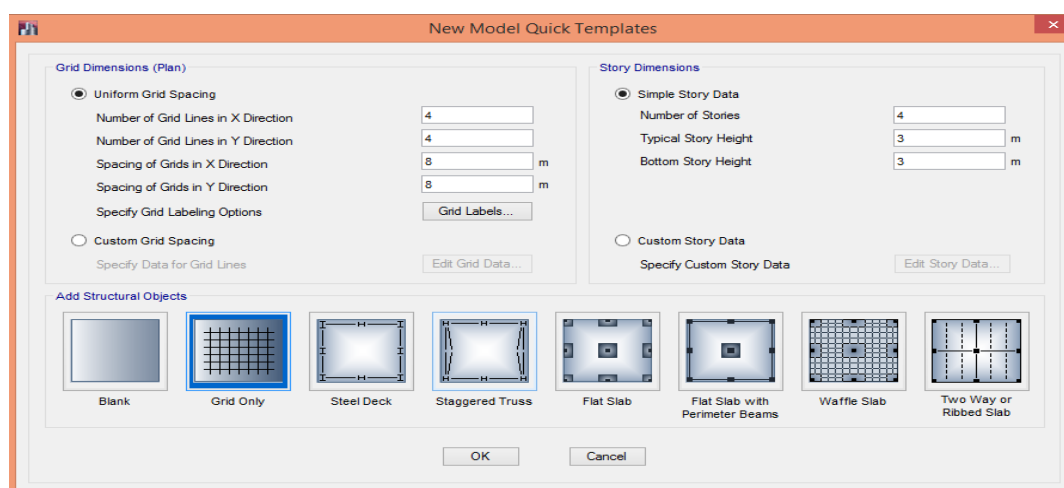 New Model Quick Templates
Grid Dimensions (Plan)
Uniform Grid Spacing
Number of Grid Lines in X Direction 4
Number of Grid Lines in Y Direction 4
Spacing of Grids in X Direction 8 m
Spacing of Grids in Y Direction 8 m
Specify Grid Labeling Options Grid Labels...
Custom Grid Spacing
Specify Data for Grid Lines Edit Grid Data...
Story Dimensions
Simple Story Data
Number of Stories 4
Typical Story Height 3 m
Bottom Story Height 3 m
Custom Story Data
Specify Custom Story Data Edit Story Data...
Add Structural Objects
Blank
Grid Only
Steel Deck
Staggered Truss
Flat Slab
Flat Slab with
Perimeter Beams
Waffle Slab
Two Way or
Ribbed Slab
OK Cancel